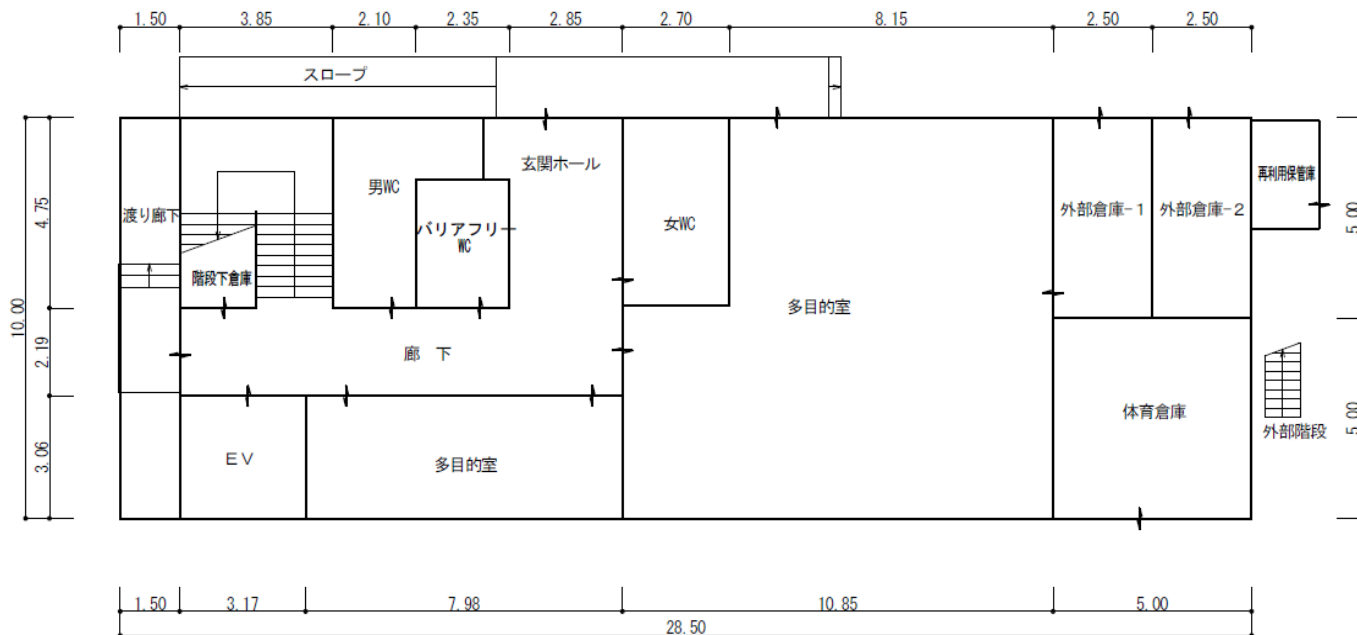 1.50 3.85 2.10 2.35 2.85 2.70 8.15 2.50 2.50
スロープ
玄関ホール
再利用保管庫
男WC
渡り廊下
女WC
外部倉庫-1
外部倉庫-2
バリアフリー
WC
階段下倉庫
多目的室
廊 下
体育倉庫
外部階段
EV
多目的室
10.00
4.75
2.19
3.06
5.00
5.00
1.50 3.17 7.98 10.85 5.00
28.50